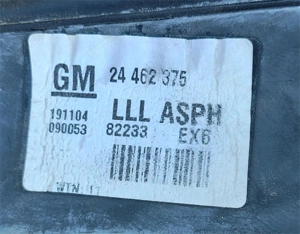 GM 24 462 375
191104 LLL ASPH
090053 82233 EX6